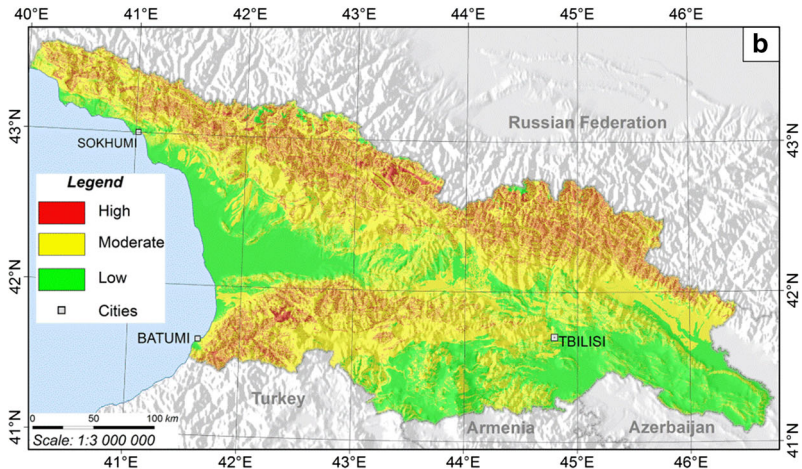 40°E 41°E 42°E 43°E 44°E 45°E 46°E
b
Russian Federation
43°N 43°N
SOKHUMI
Legend
High
Moderate
Low
Cities
42°N 42°N
BATUMI
TBILISI
Turkey
Armenia
Azerbaijan
0 50 100 km
Scale: 1:3 000 000
41°N 41°N
41°E 42°E 43°E 44°E 45°E 46°E